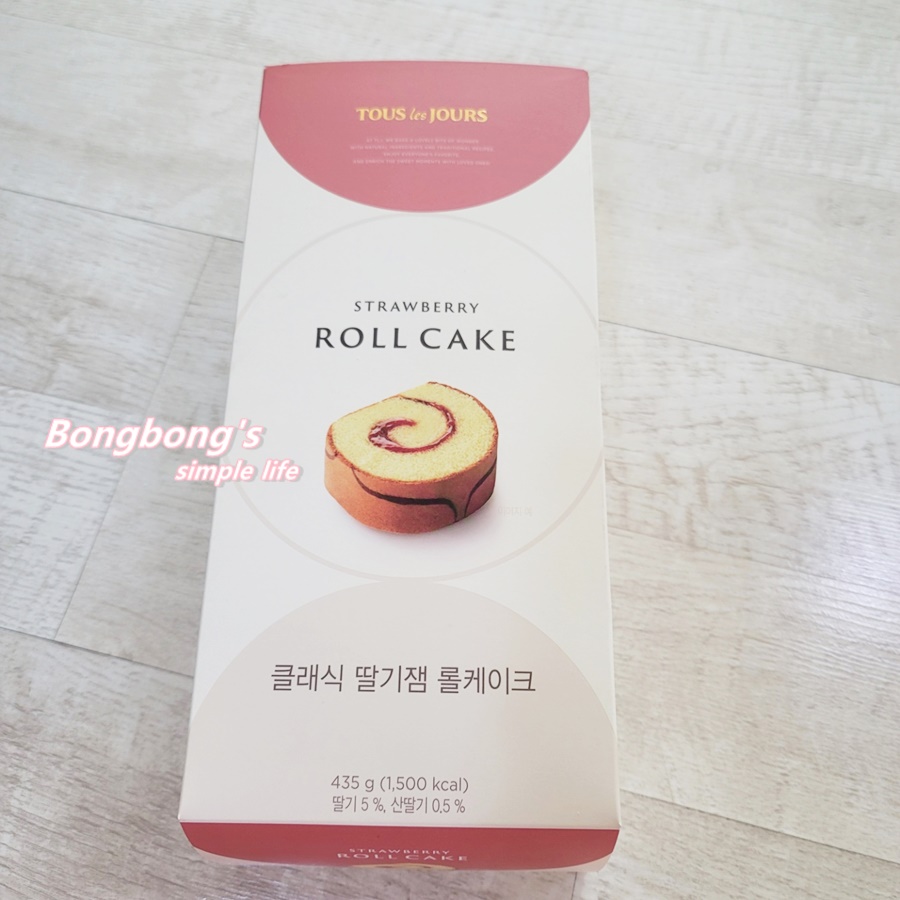 TOUS les JOURS
STRAWBERRY
ROLL CAKE
Bongbong's
simple life
클래식 딸기잼 롤케이크
435 g (1,500 kcal)
딸기 5 %, 산딸기 0.5 %
STRAWBERRY
ROLL CAKE